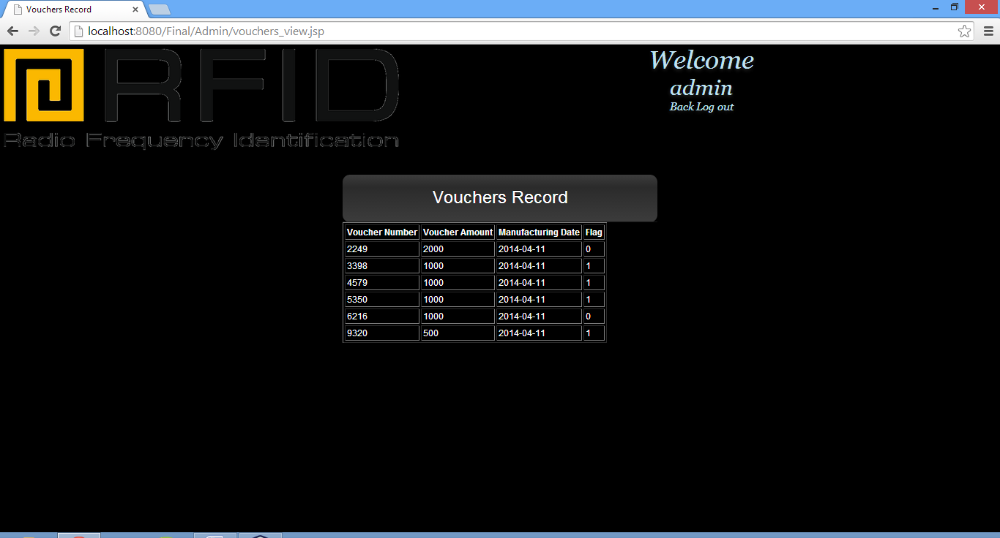 Vouchers Record
localhost:8080/Final/Admin/vouchers_view.jsp
RFID
Radio Frequency Identification
Welcome
admin
Back Log out
Vouchers Record
Voucher Number Voucher Amount Manufacturing Date Flag
2249 2000 2014-04-11 0
3398 1000 2014-04-11 1
4579 1000 2014-04-11 1
5350 1000 2014-04-11 1
6216 1000 2014-04-11 0
9320 500 2014-04-11 1